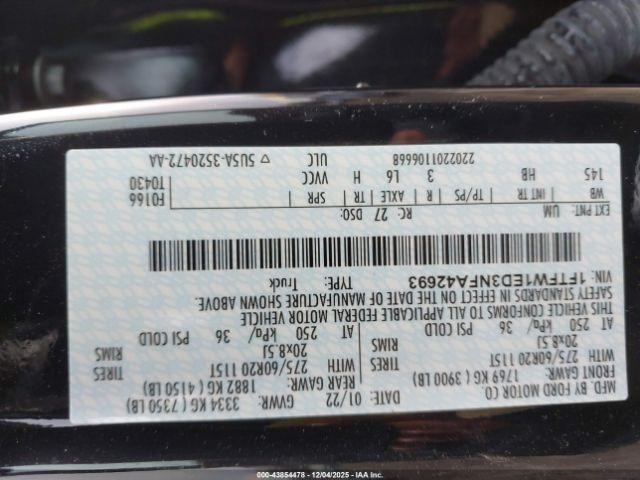 MFD. BY FORD MOTOR CO.
DATE: 01/22 GVWR: 3334 KG ( 7350 LB)
FRONT GAWR: 1769 KG ( 3900 LB) REAR GAWR: 1882 KG ( 4150 LB)
WITH 275/60R20 115T TIRES WITH 275/60R20 115T TIRES
20x8.5J RIMS 20x8.5J RIMS
AT 250 kPa/ 36 PSI COLD AT 250 kPa/ 36 PSI COLD
THIS VEHICLE CONFORMS TO ALL APPLICABLE FEDERAL MOTOR VEHICLE
SAFETY STANDARDS IN EFFECT ON THE DATE OF MANUFACTURE SHOWN ABOVE.
VIN: 1FTFW1ED3NFA42693 TYPE: Truck
EXT PNT: UM RC: 27 DSO: F0166
WB INT TR TP/PS R AXLE TR SPR T0430
145 HB 3 L6 H VVCC
2202201106668 ULC ▽ 5U5A-3520472-AA
000-43854478 - 12/04/2025 - IAA Inc.